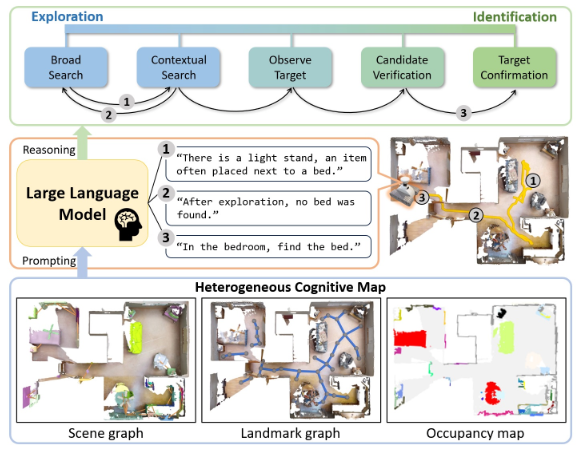 Exploration
Identification
Broad
Search
Contextual
Search
Observe
Target
Candidate
Verification
Target
Confirmation
1
2
3
Reasoning
Large Language
Model
Prompting
1
"There is a light stand, an item
often placed next to a bed."
2
"After exploration, no bed was
found."
3
"In the bedroom, find the bed."
1
2
3
Heterogeneous Cognitive Map
Scene graph
Landmark graph
Occupancy map